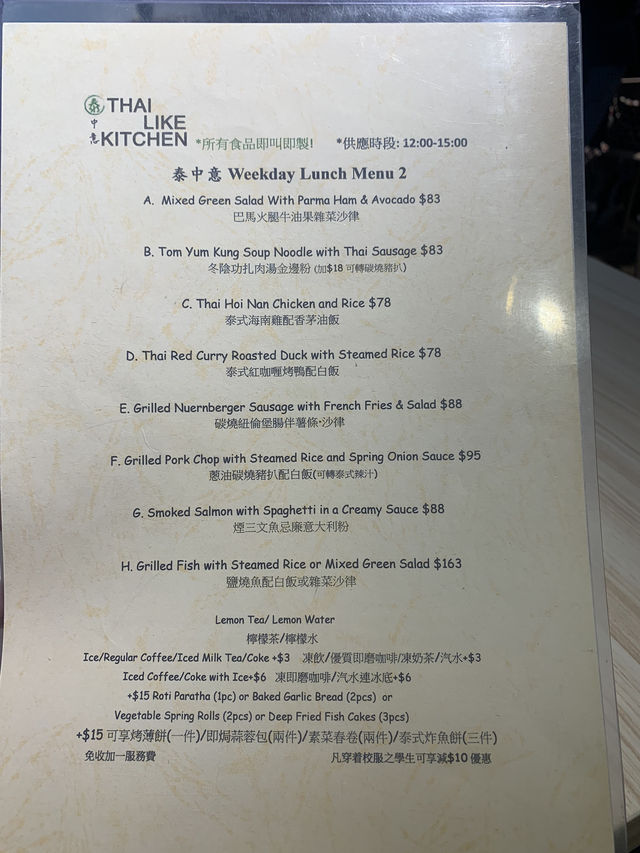 泰 THAI
中 LIKE
意 KITCHEN *所有食品即叫即製! *供應時段: 12:00-15:00
泰中意 Weekday Lunch Menu 2
A. Mixed Green Salad With Parma Ham & Avocado $83
巴馬火腿牛油果雜菜沙律
B. Tom Yum Kung Soup Noodle with Thai Sausage $83
冬陰功扎肉湯金邊粉 (加$18 可轉碳燒豬扒)
C. Thai Hoi Nan Chicken and Rice $78
泰式海南雞配香茅油飯
D. Thai Red Curry Roasted Duck with Steamed Rice $78
泰式紅咖喱烤鴨配白飯
E. Grilled Nuernberger Sausage with French Fries & Salad $88
碳燒紐倫堡腸伴薯條·沙律
F. Grilled Pork Chop with Steamed Rice and Spring Onion Sauce $95
蔥油碳燒豬扒配白飯(可轉泰式辣汁)
G. Smoked Salmon with Spaghetti in a Creamy Sauce $88
煙三文魚忌廉意大利粉
H. Grilled Fish with Steamed Rice or Mixed Green Salad $163
鹽燒魚配白飯或雜菜沙律
Lemon Tea/ Lemon Water
檸檬茶/檸檬水
Ice/Regular Coffee/Iced Milk Tea/Coke +$3 凍飲/優質即磨咖啡/凍奶茶/汽水+$3
Iced Coffee/Coke with Ice+$6 凍即磨咖啡/汽水連冰底+$6
+$15 Roti Paratha (1pc) or Baked Garlic Bread (2pcs) or
Vegetable Spring Rolls (2pcs) or Deep Fried Fish Cakes (3pcs)
+$15 可享烤薄餅(一件)/即焗蒜蓉包(兩件)/素菜春卷(兩件)/泰式炸魚餅(三件)
免收加一服務費 凡穿着校服之學生可享減$10 優惠